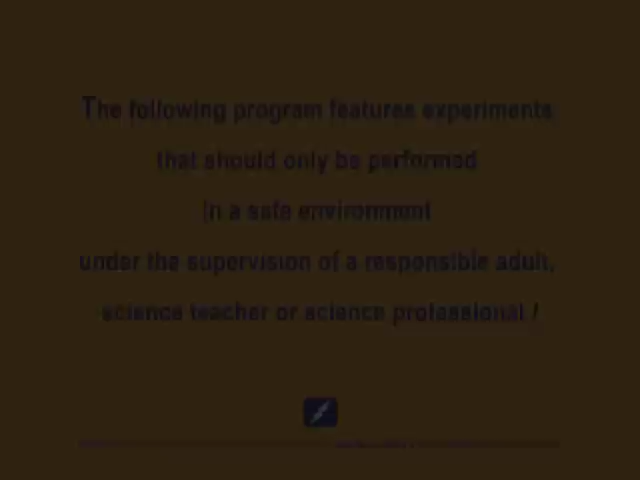 The following program features experiments
that should only be performed
in a safe environment
under the supervision of a responsible adult,
science teacher or science professional !